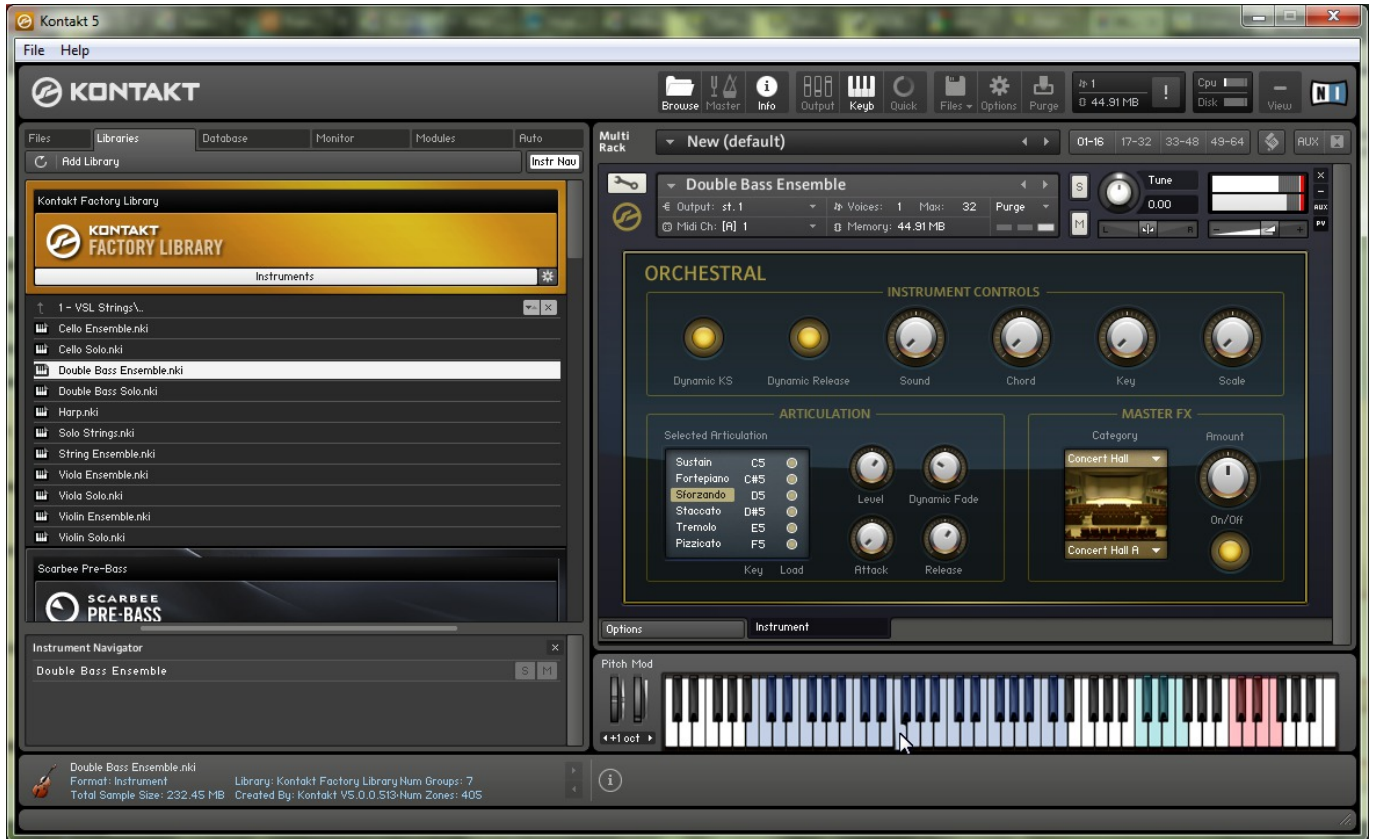 Kontakt 5
File Help
KONTAKT
Browse Master Info Output Keyb Quick Files Options Purge
1
44.91 MB
!
Cpu
Disk
View
NI
Files Libraries Database Monitor Modules Auto
Add Library
Instr Nav
Kontakt Factory Library
KONTAKT
FACTORY LIBRARY
Instruments
1 - VSL Strings\..
Cello Ensemble.nki
Cello Solo.nki
Double Bass Ensemble.nki
Double Bass Solo.nki
Harp.nki
Solo Strings.nki
String Ensemble.nki
Viola Ensemble.nki
Viola Solo.nki
Violin Ensemble.nki
Violin Solo.nki
Scarbee Pre-Bass
SCARBEE
PRE-BASS
Instrument Navigator
Double Bass Ensemble S M
Multi
Rack
New (default)
01-16 17-32 33-48 49-64
AUX
Double Bass Ensemble
Output: st.1 Voices: 1 Max: 32 Purge
Midi Ch: [A] 1 Memory: 44.91 MB
S
M
Tune
0.00
L R
- +
AUX
PV
ORCHESTRAL
INSTRUMENT CONTROLS
Dynamic KS Dynamic Release Sound Chord Key Scale
ARTICULATION
Selected Articulation
Sustain C5
Fortepiano C#5
Sforzando D5
Staccato D#5
Tremolo E5
Pizzicato F5
Key Load
Level Dynamic Fade
Attack Release
MASTER FX
Category Amount
Concert Hall
Concert Hall A
On/Off
Options Instrument
Pitch Mod
+1 oct
Double Bass Ensemble.nki
Format: Instrument Library: Kontakt Factory Library Num Groups: 7
Total Sample Size: 232.45 MB Created By: Kontakt V5.0.0.513 Num Zones: 405